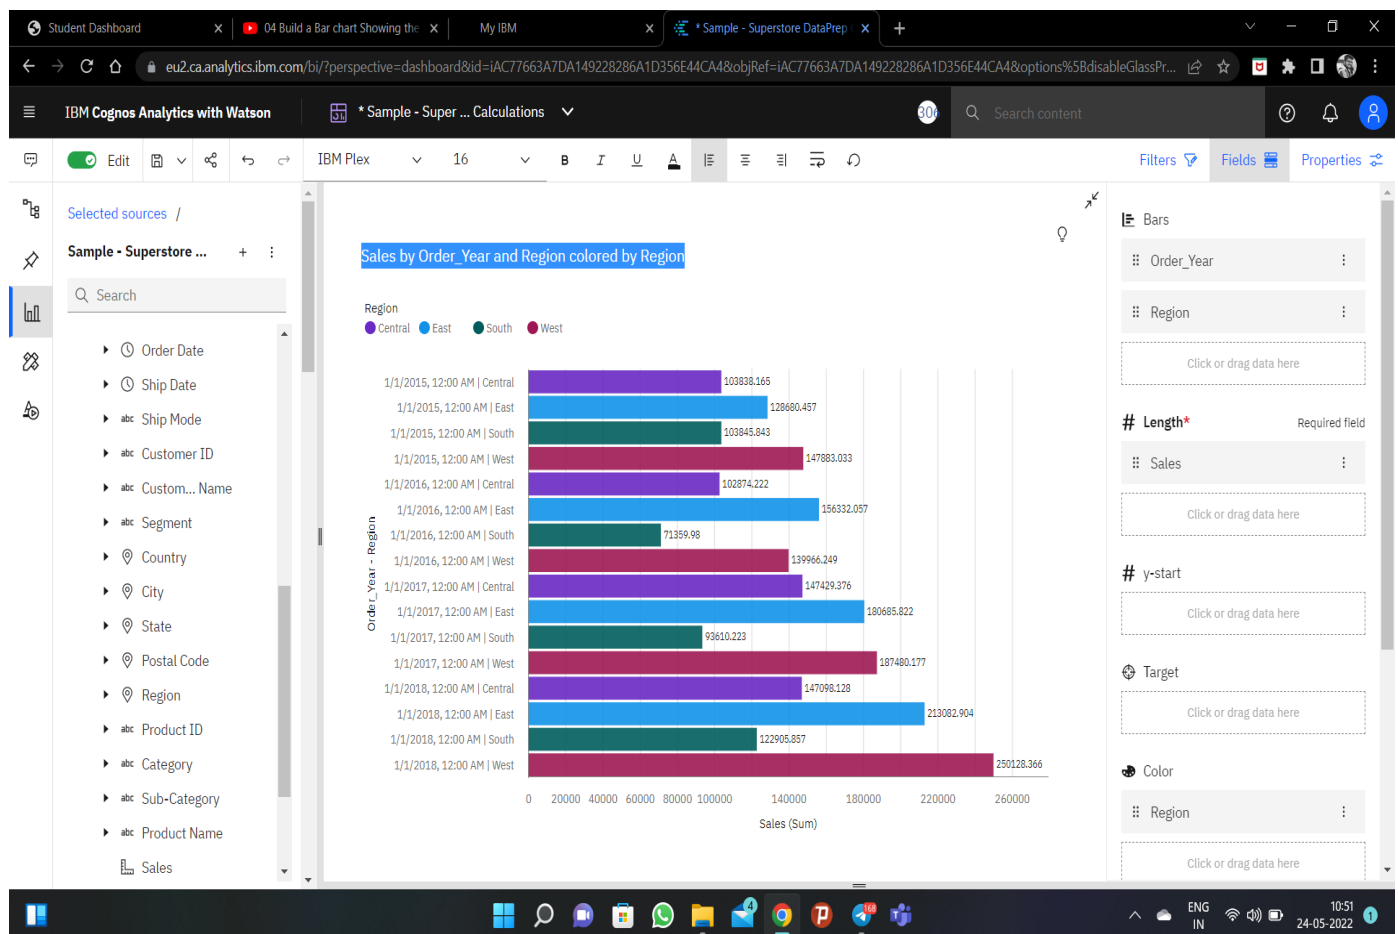 Student Dashboard
04 Build a Bar chart Showing the
My IBM
* Sample - Superstore DataPrep
eu2.ca.analytics.ibm.com/bi/?perspective=dashboard&id=iAC77663A7DA149228286A1D356E44CA4&objRef=iAC77663A7DA149228286A1D356E44CA4&options%5BdisableGlassPr...
IBM Cognos Analytics with Watson
* Sample - Super ... Calculations
306
Search content
Edit
IBM Plex
16
B
I
U
A
Filters
Fields
Properties
Selected sources /
Sample - Superstore ...
Search
Order Date
Ship Date
abc Ship Mode
abc Customer ID
abc Custom... Name
abc Segment
Country
City
State
Postal Code
Region
abc Product ID
abc Category
abc Sub-Category
abc Product Name
Sales
Sales by Order_Year and Region colored by Region
Region
Central East South West
Order_Year - Region
1/1/2015, 12:00 AM | Central 103838.165
1/1/2015, 12:00 AM | East 128680.457
1/1/2015, 12:00 AM | South 103845.843
1/1/2015, 12:00 AM | West 147883.033
1/1/2016, 12:00 AM | Central 102874.222
1/1/2016, 12:00 AM | East 156332.057
1/1/2016, 12:00 AM | South 71359.98
1/1/2016, 12:00 AM | West 139966.249
1/1/2017, 12:00 AM | Central 147429.376
1/1/2017, 12:00 AM | East 180685.822
1/1/2017, 12:00 AM | South 93610.223
1/1/2017, 12:00 AM | West 187480.177
1/1/2018, 12:00 AM | Central 147098.128
1/1/2018, 12:00 AM | East 213082.904
1/1/2018, 12:00 AM | South 122905.857
1/1/2018, 12:00 AM | West 250128.366
0 20000 40000 60000 80000 100000 140000 180000 220000 260000
Sales (Sum)
Bars
Order_Year
Region
Click or drag data here
# Length* Required field
Sales
Click or drag data here
# y-start
Click or drag data here
Target
Click or drag data here
Color
Region
Click or drag data here
4
168
ENG
IN
10:51
24-05-2022
1